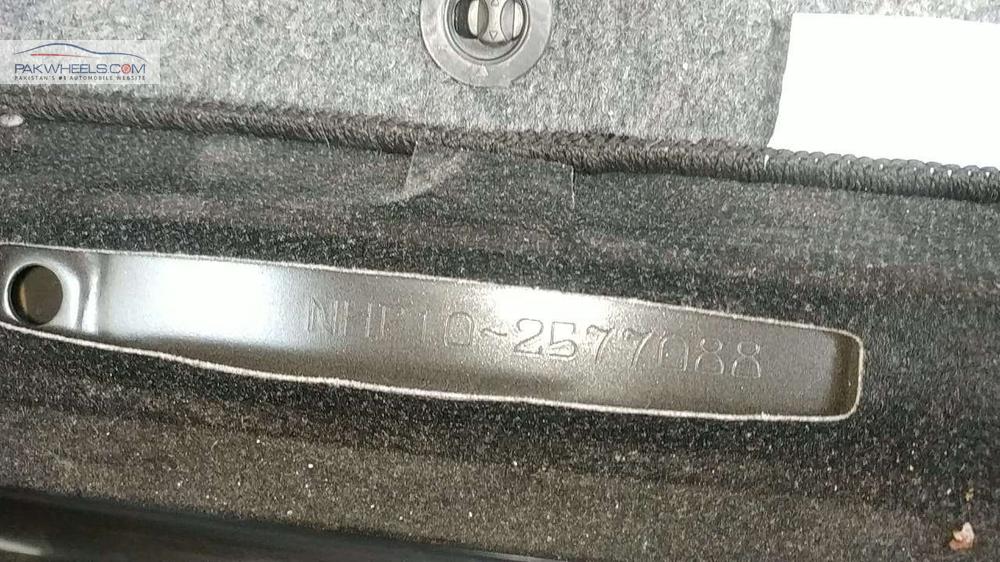 PAKWHEELS.COM
PAKISTAN'S #1 AUTOMOBILE WEBSITE
NHP10-2577088